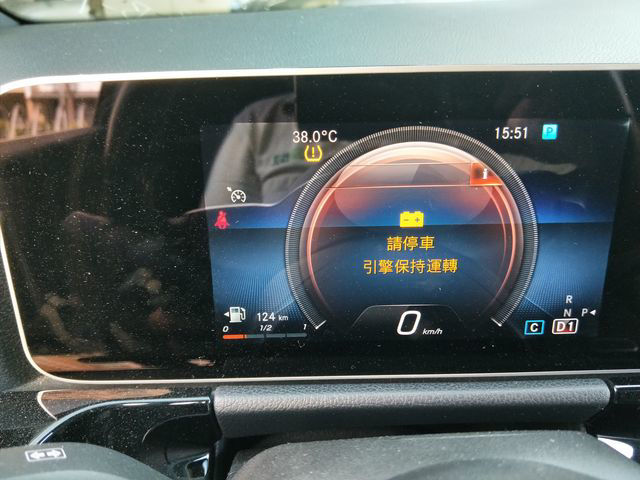 38.0°C
15:51 P
i
請停車
引擎保持運轉
124 km
0 1/2 1
0 km/h
R
N P
C D1